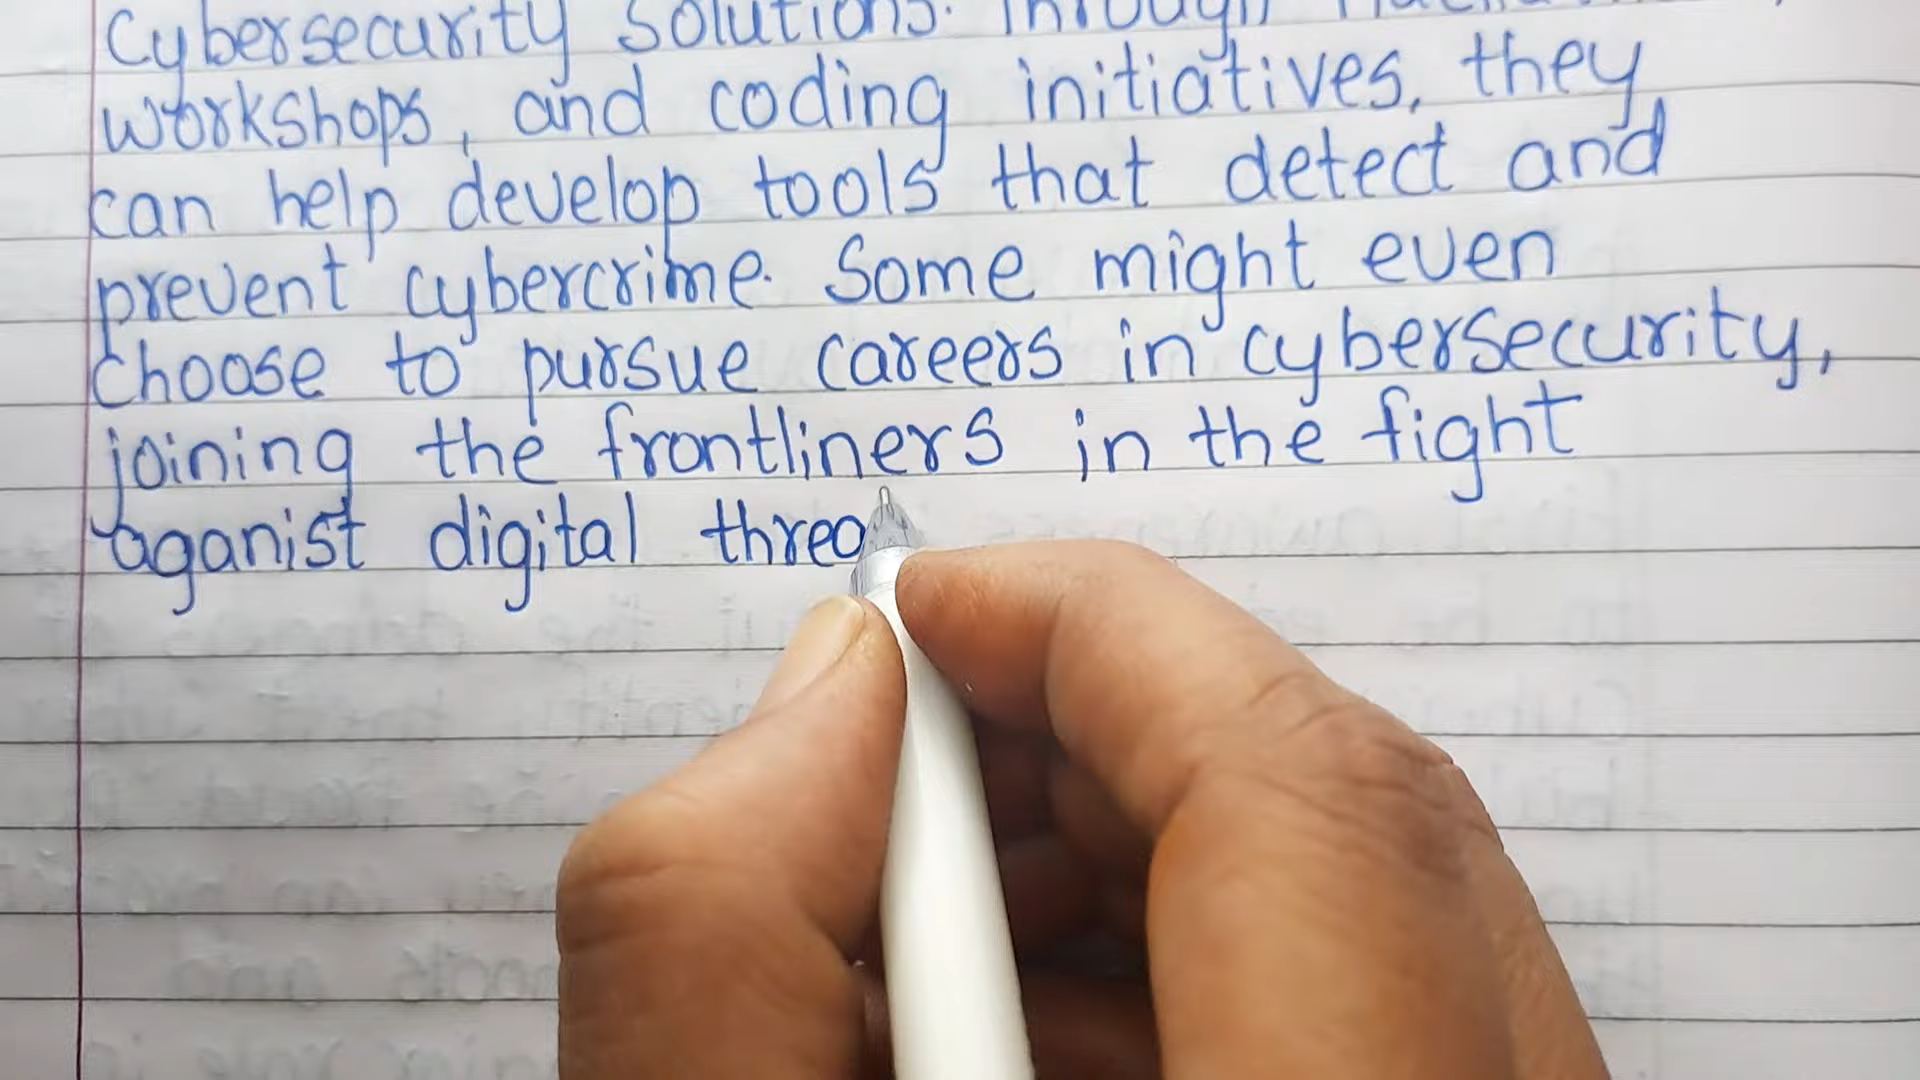 Cybersecurity solutions. Through
workshops, and coding initiatives, they
can help develop tools that detect and
prevent cybercrime. Some might even
choose to pursue careers in cybersecurity,
joining the frontliners in the fight
aganist digital threa